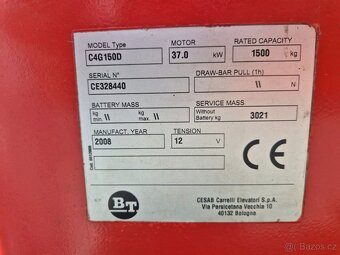 MODEL Type MOTOR RATED CAPACITY
C4G150D 37.0 kW 1500 kg
SERIAL N° DRAW-BAR PULL (1h)
CE328440 \\ N
BATTERY MASS SERVICE MASS
kg min. \\ kg max. \\ Without Battery kg 3021
MANUFACT. YEAR TENSION
2008 12 V
CE
BT
CESAB Carrelli Elevatori S.p.A.
Via Persicetana Vecchia 10
40132 Bologna
Bazoš.cz